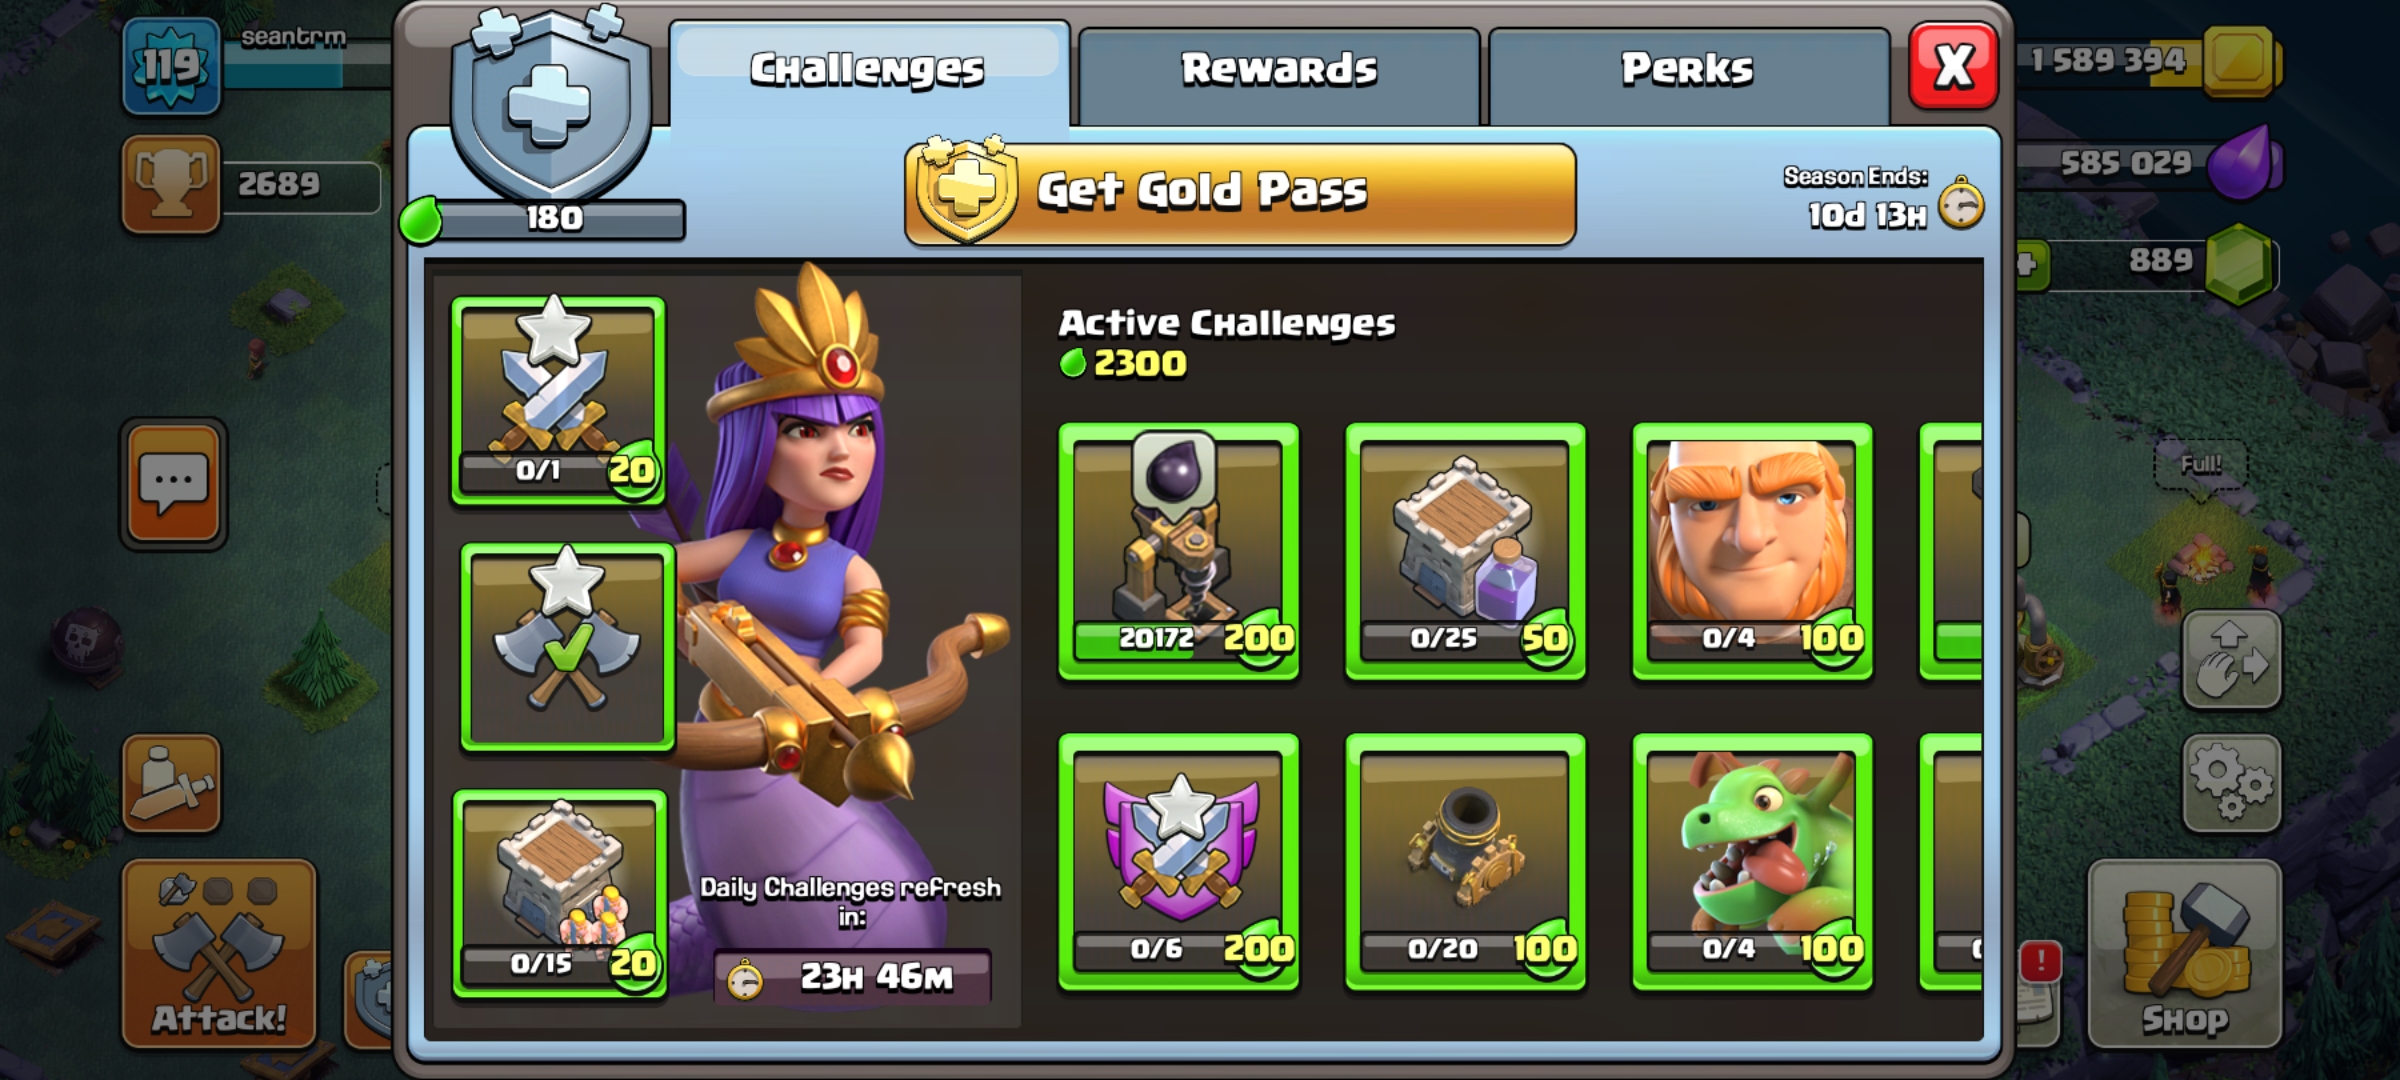 119
seantrm
2689
Challenges
Rewards
Perks
X
1 589 394
585 029
889
180
Get Gold Pass
Season Ends:
10d 13H
0/1
20
0/15
20
Daily Challenges refresh
in:
23H 46M
Active Challenges
2300
20172
200
0/25
50
0/4
100
0/6
200
0/20
100
0/4
100
Full!
Attack!
!
Shop